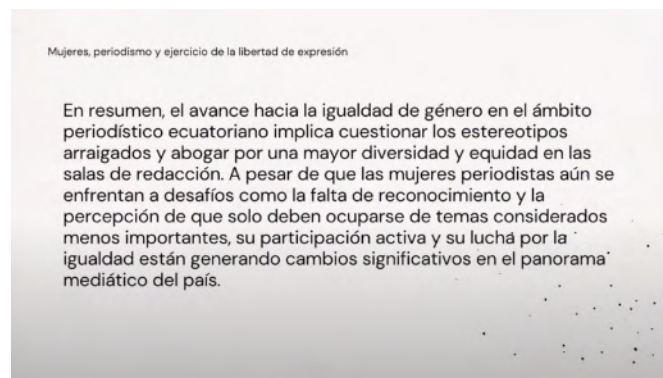 Mujeres, periodismo y ejercicio de la libertad de expresión
En resumen, el avance hacia la igualdad de género en el ámbito
periodístico ecuatoriano implica cuestionar los estereotipos
arraigados y abogar por una mayor diversidad y equidad en las
salas de redacción. A pesar de que las mujeres periodistas aún se
enfrentan a desafíos como la falta de reconocimiento y la
percepción de que solo deben ocuparse de temas considerados
menos importantes, su participación activa y su lucha por la
igualdad están generando cambios significativos en el panorama
mediático del país.